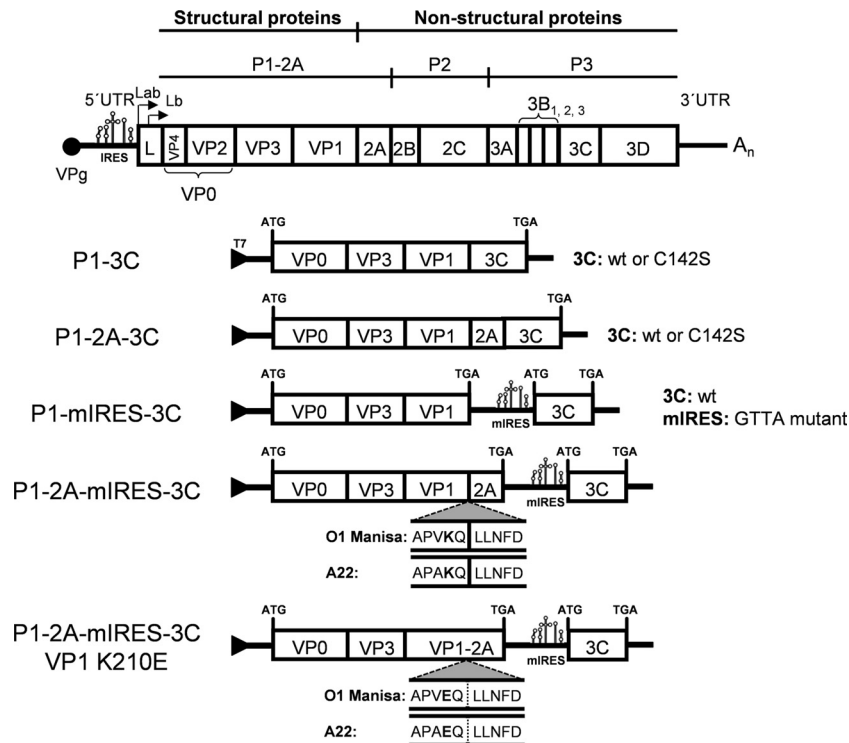 Structural proteins Non-structural proteins
P1-2A P2 P3
5´UTR Lab Lb 3B1, 2, 3 3´UTR
VPg IRES L VP4 VP2 VP3 VP1 2A 2B 2C 3A 3C 3D An
VP0
ATG TGA
P1-3C T7 VP0 VP3 VP1 3C 3C: wt or C142S
ATG TGA
P1-2A-3C VP0 VP3 VP1 2A 3C 3C: wt or C142S
ATG TGA ATG TGA
P1-mIRES-3C VP0 VP3 VP1 mIRES 3C 3C: wt
mIRES: GTTA mutant
ATG TGA ATG TGA
P1-2A-mIRES-3C VP0 VP3 VP1 2A mIRES 3C
O1 Manisa: APVKQ LLNFD
A22: APAKQ LLNFD
ATG TGA ATG TGA
P1-2A-mIRES-3C VP0 VP3 VP1-2A mIRES 3C
VP1 K210E
O1 Manisa: APVEQ LLNFD
A22: APAEQ LLNFD